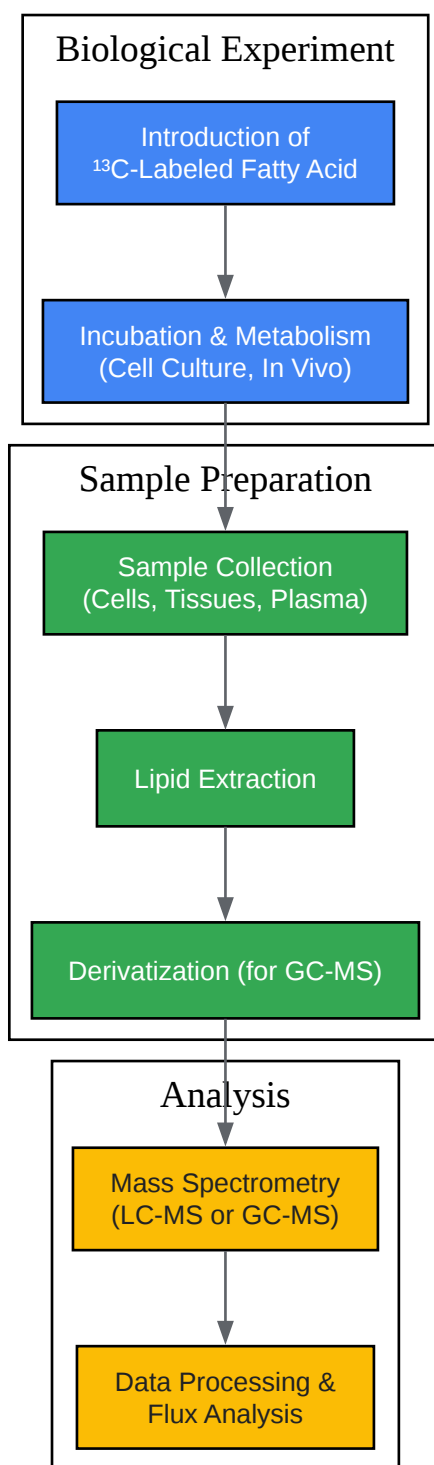 Biological Experiment
Introduction of
¹³C-Labeled Fatty Acid
Incubation & Metabolism
(Cell Culture, In Vivo)
Sample Preparation
Sample Collection
(Cells, Tissues, Plasma)
Lipid Extraction
Derivatization (for GC-MS)
Analysis
Mass Spectrometry
(LC-MS or GC-MS)
Data Processing &
Flux Analysis